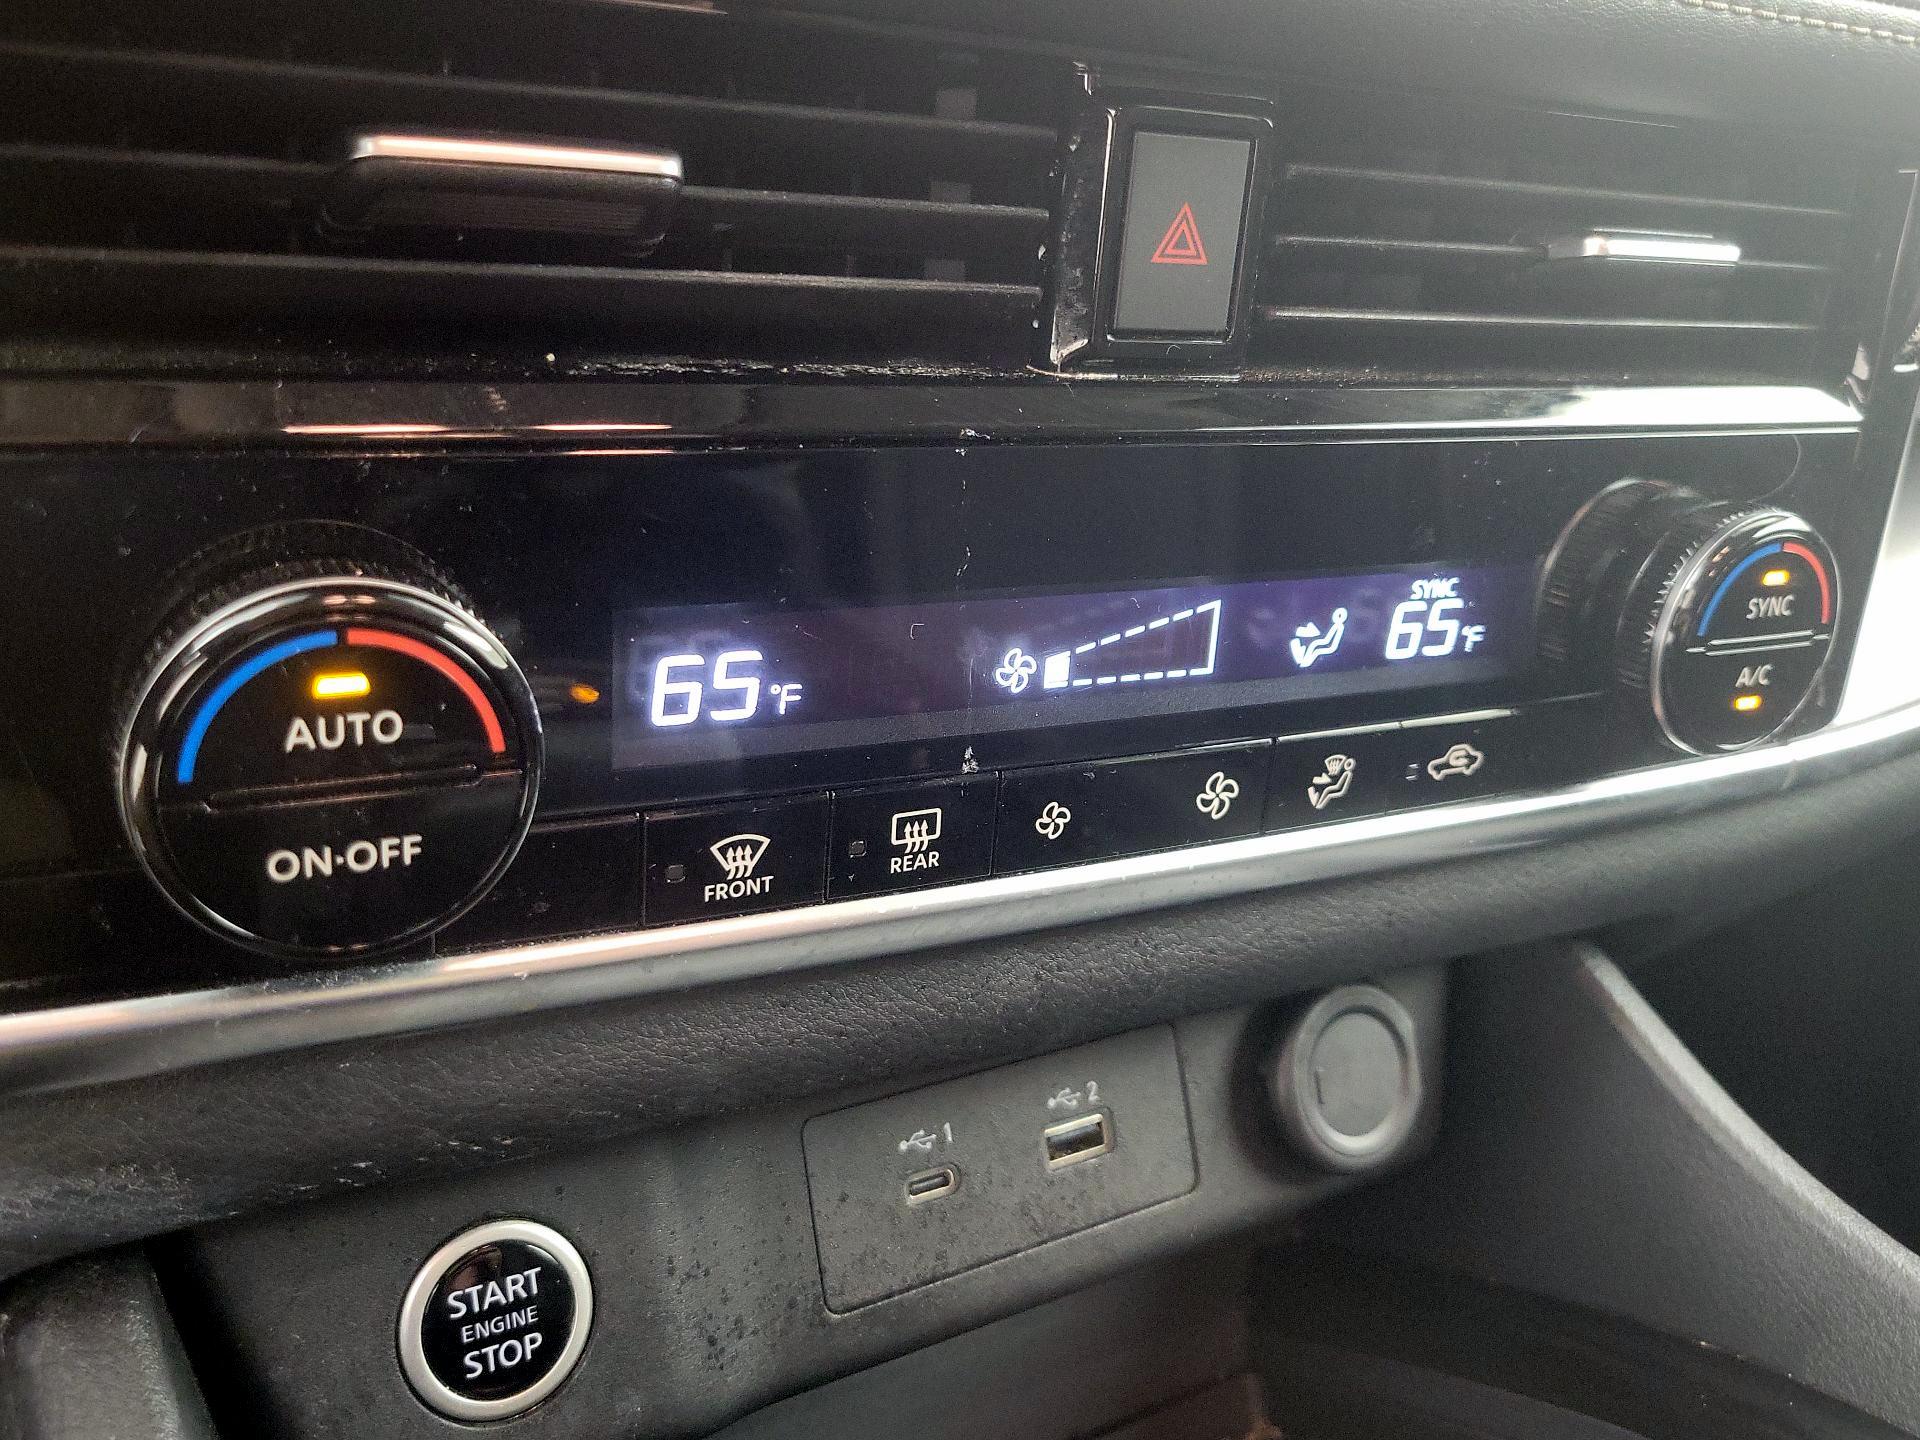 SYNC
65°F
65°F
AUTO
ON·OFF
SYNC
A/C
FRONT
REAR
1
2
START
ENGINE
STOP